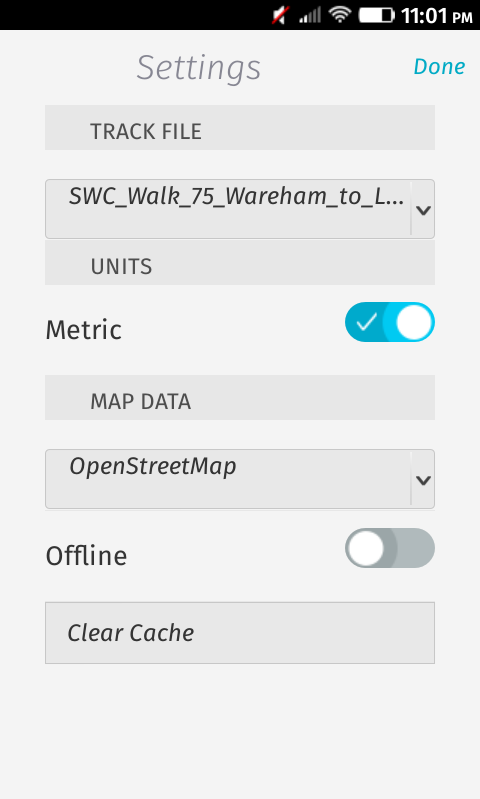 11:01 PM
Settings
Done
TRACK FILE
SWC_Walk_75_Wareham_to_L...
UNITS
Metric
MAP DATA
OpenStreetMap
Offline
Clear Cache